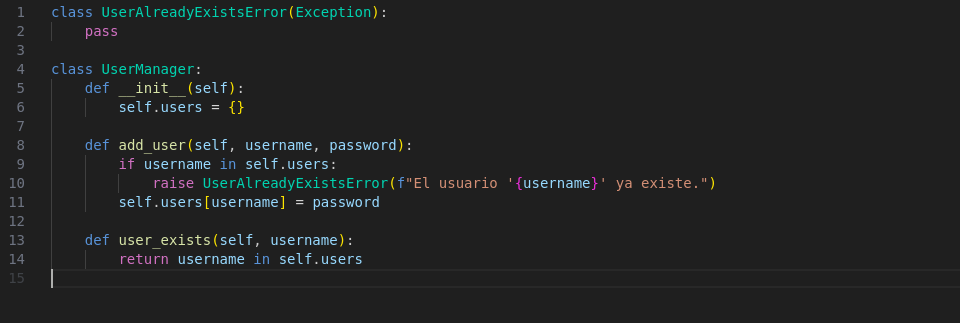 1 class UserAlreadyExistsError(Exception):
2     pass
3
4 class UserManager:
5     def __init__(self):
6         self.users = {}
7
8     def add_user(self, username, password):
9         if username in self.users:
10             raise UserAlreadyExistsError(f"El usuario '{username}' ya existe.")
11         self.users[username] = password
12
13     def user_exists(self, username):
14         return username in self.users
15